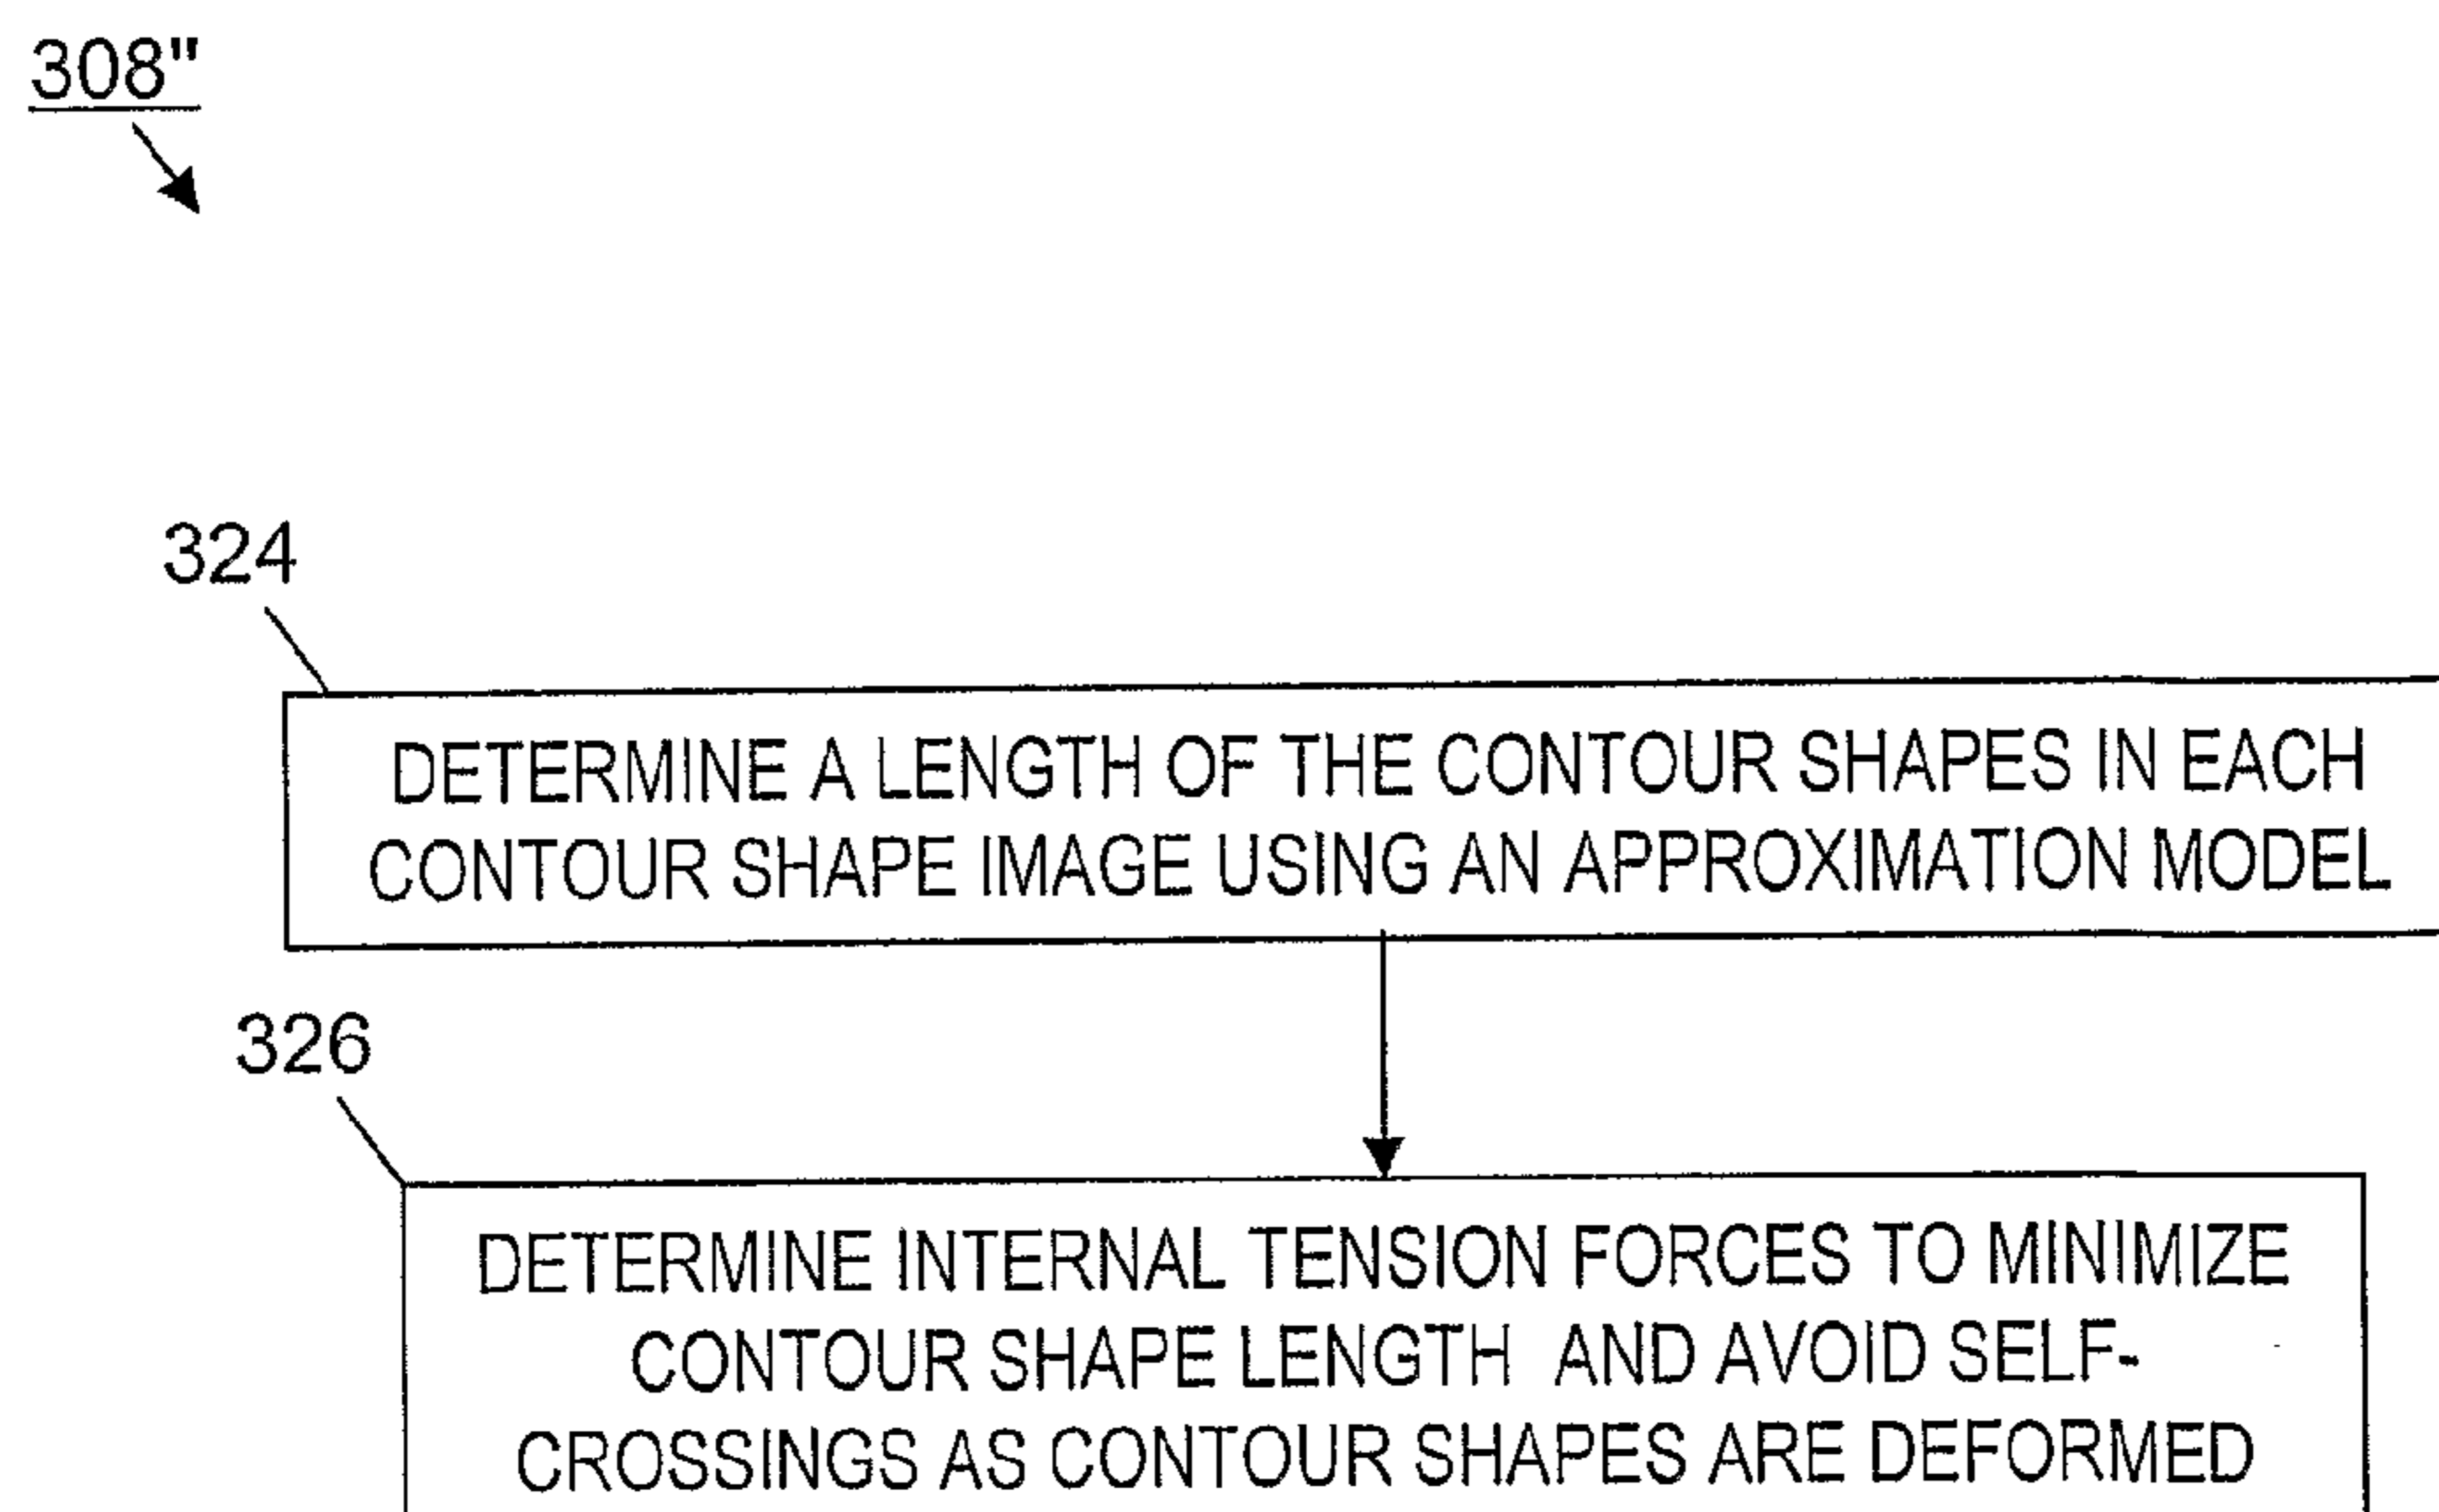 308"
324
DETERMINE A LENGTH OF THE CONTOUR SHAPES IN EACH
CONTOUR SHAPE IMAGE USING AN APPROXIMATION MODEL
326
DETERMINE INTERNAL TENSION FORCES TO MINIMIZE
CONTOUR SHAPE LENGTH AND AVOID SELF-
CROSSINGS AS CONTOUR SHAPES ARE DEFORMED